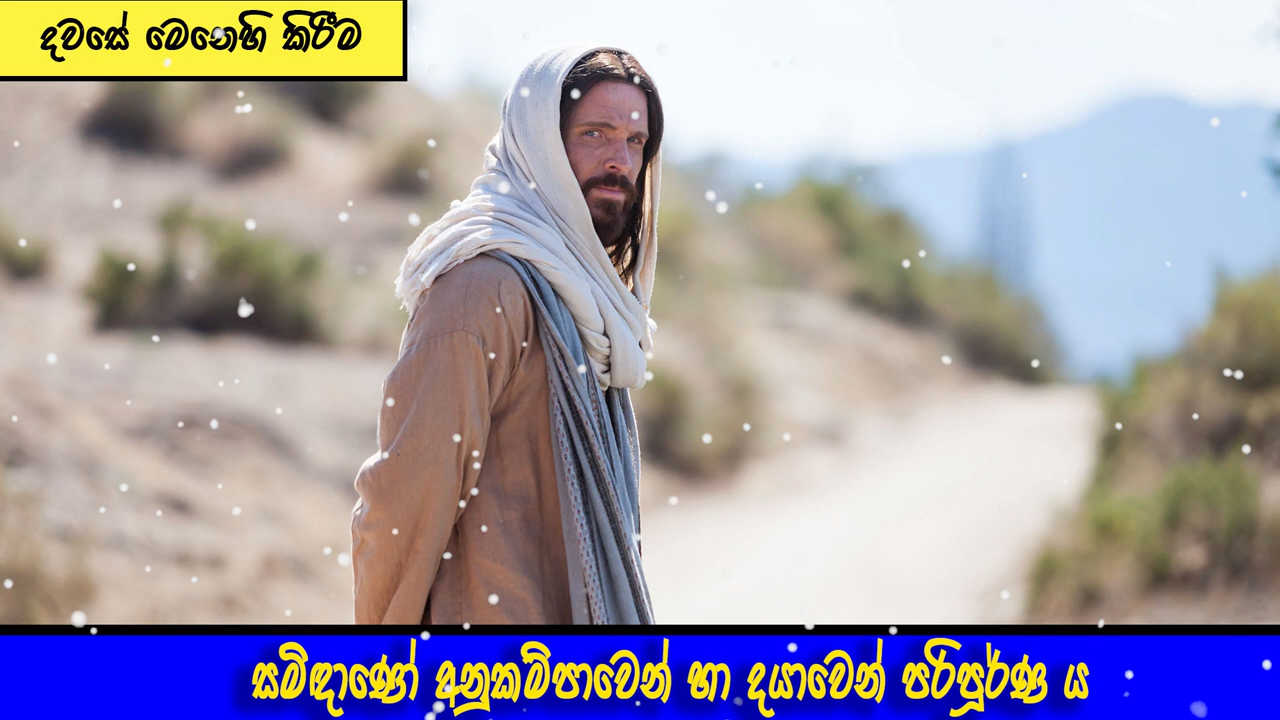 දවසේ මෙනෙහි කිරීම
සමිඳාණෝ අනුකම්පාවෙන් හා දයාවෙන් පරිපූර්ණ ය